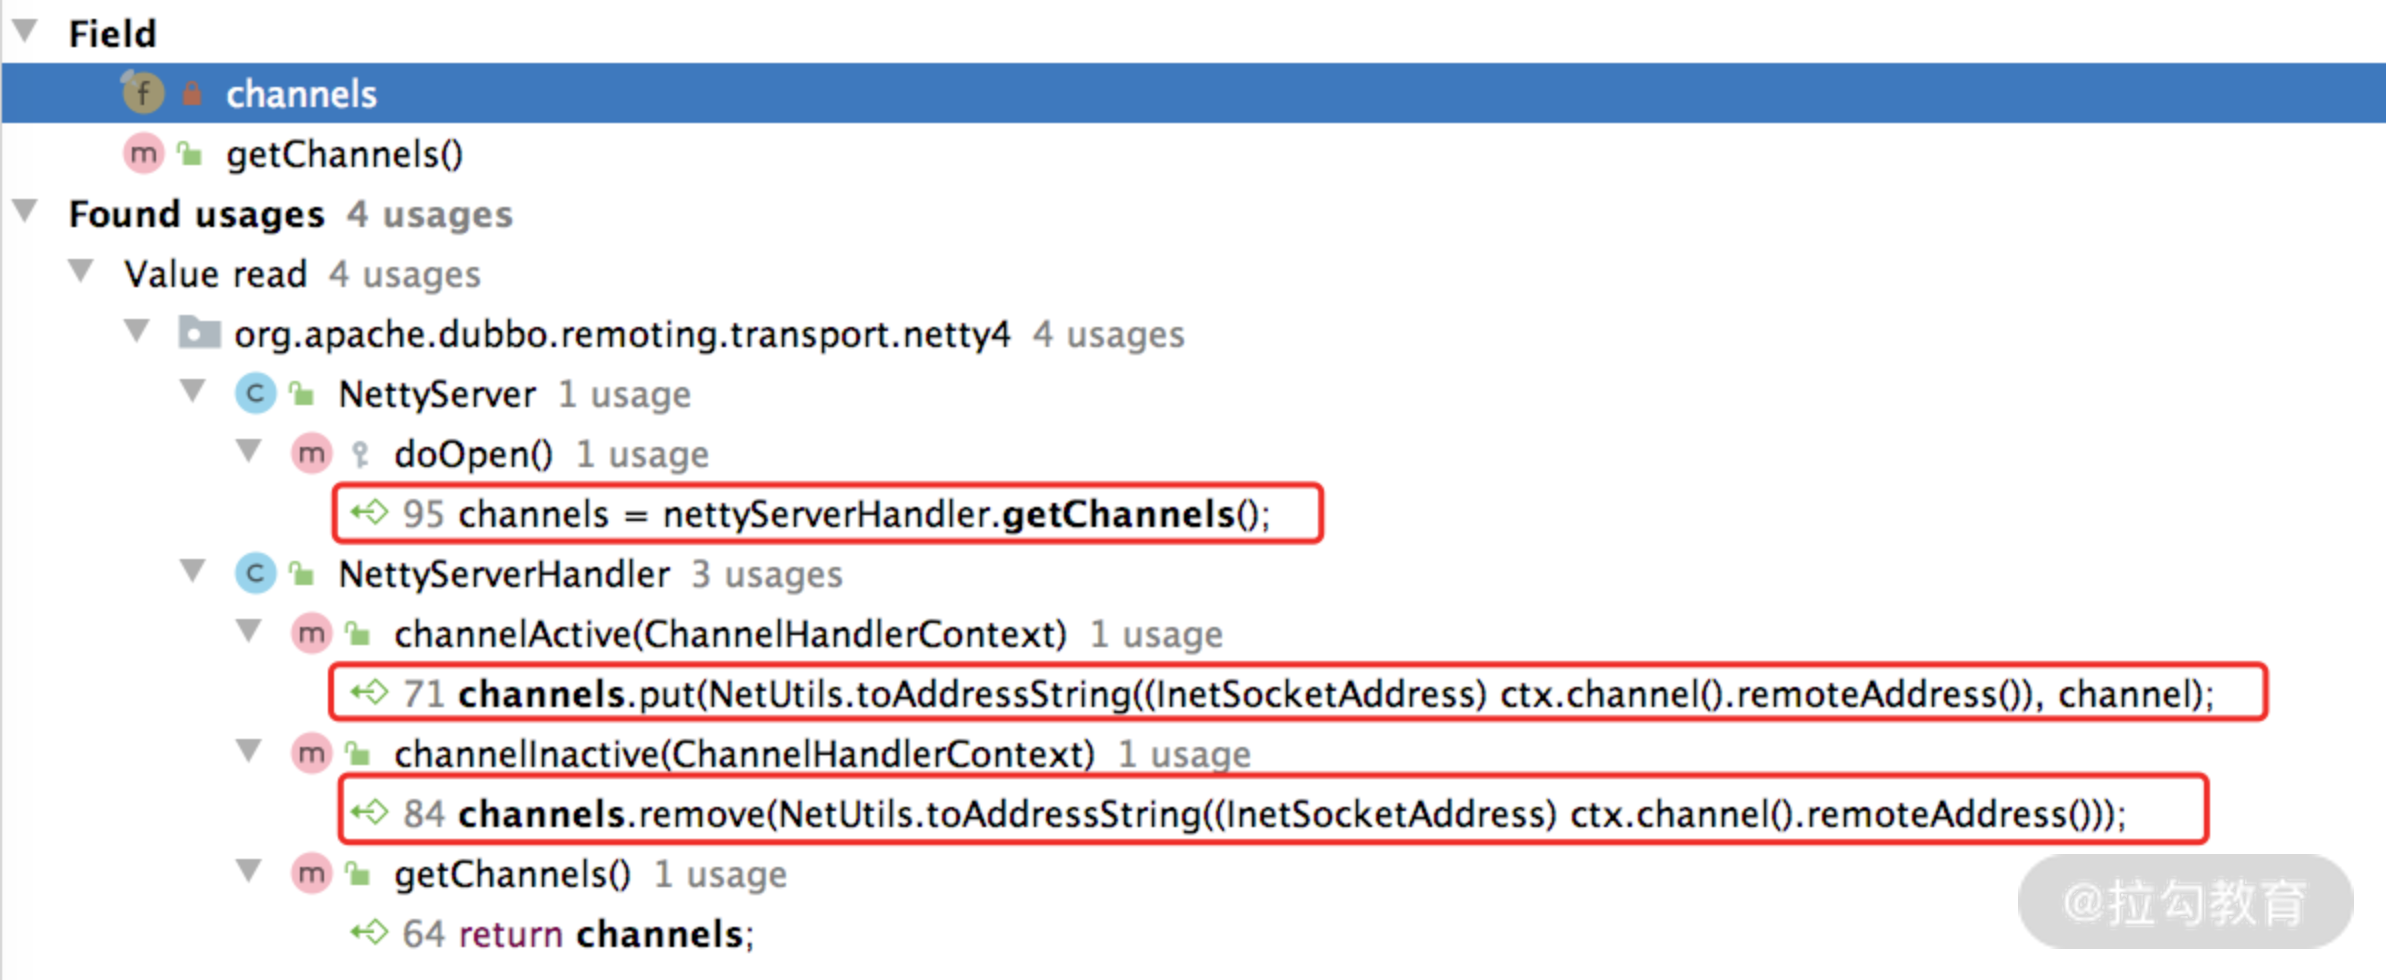 Field
channels
getChannels()
Found usages 4 usages
Value read 4 usages
org.apache.dubbo.remoting.transport.netty4 4 usages
NettyServer 1 usage
doOpen() 1 usage
95 channels = nettyServerHandler.getChannels();
NettyServerHandler 3 usages
channelActive(ChannelHandlerContext) 1 usage
71 channels.put(NetUtils.toAddressString((InetSocketAddress) ctx.channel().remoteAddress()), channel);
channelInactive(ChannelHandlerContext) 1 usage
84 channels.remove(NetUtils.toAddressString((InetSocketAddress) ctx.channel().remoteAddress()));
getChannels() 1 usage
64 return channels;
@拉勾教育